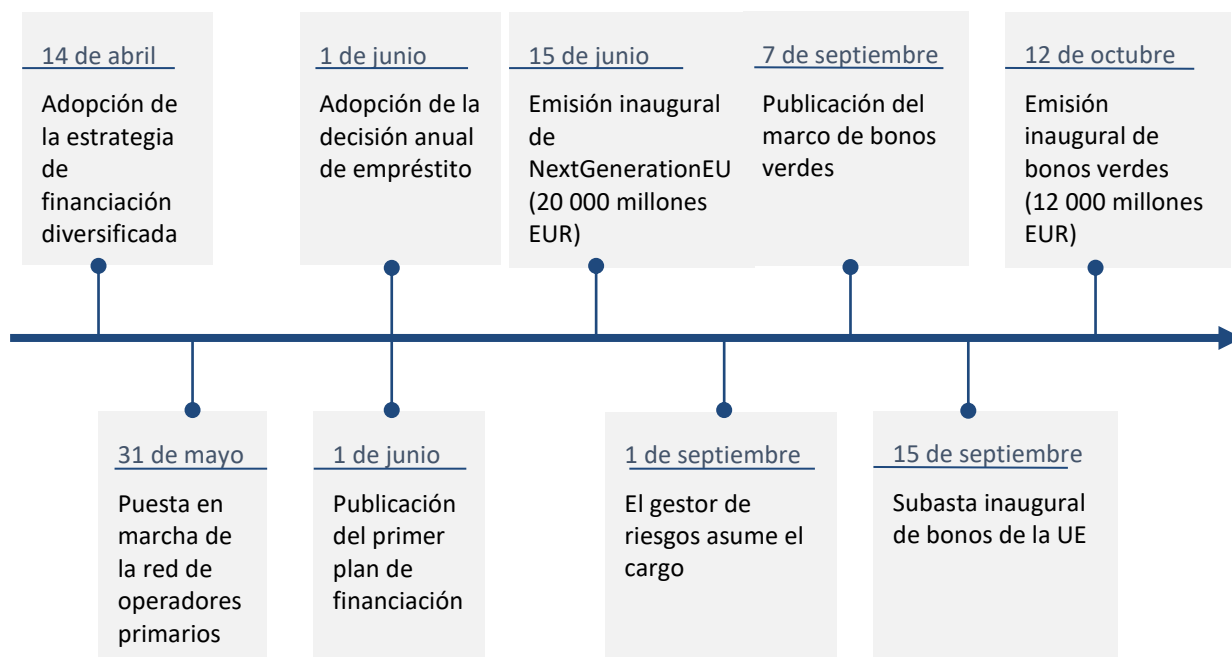 14 de abril
Adopción de
la estrategia
de
financiación
diversificada
1 de junio
Adopción de la
decisión anual
de empréstito
15 de junio
Emisión inaugural
de
NextGenerationEU
(20 000 millones
EUR)
7 de septiembre
Publicación del
marco de bonos
verdes
12 de octubre
Emisión
inaugural de
bonos verdes
(12 000 millones
EUR)
31 de mayo
Puesta en
marcha de
la red de
operadores
primarios
1 de junio
Publicación
del primer
plan de
financiación
1 de septiembre
El gestor de
riesgos asume el
cargo
15 de septiembre
Subasta inaugural
de bonos de la UE